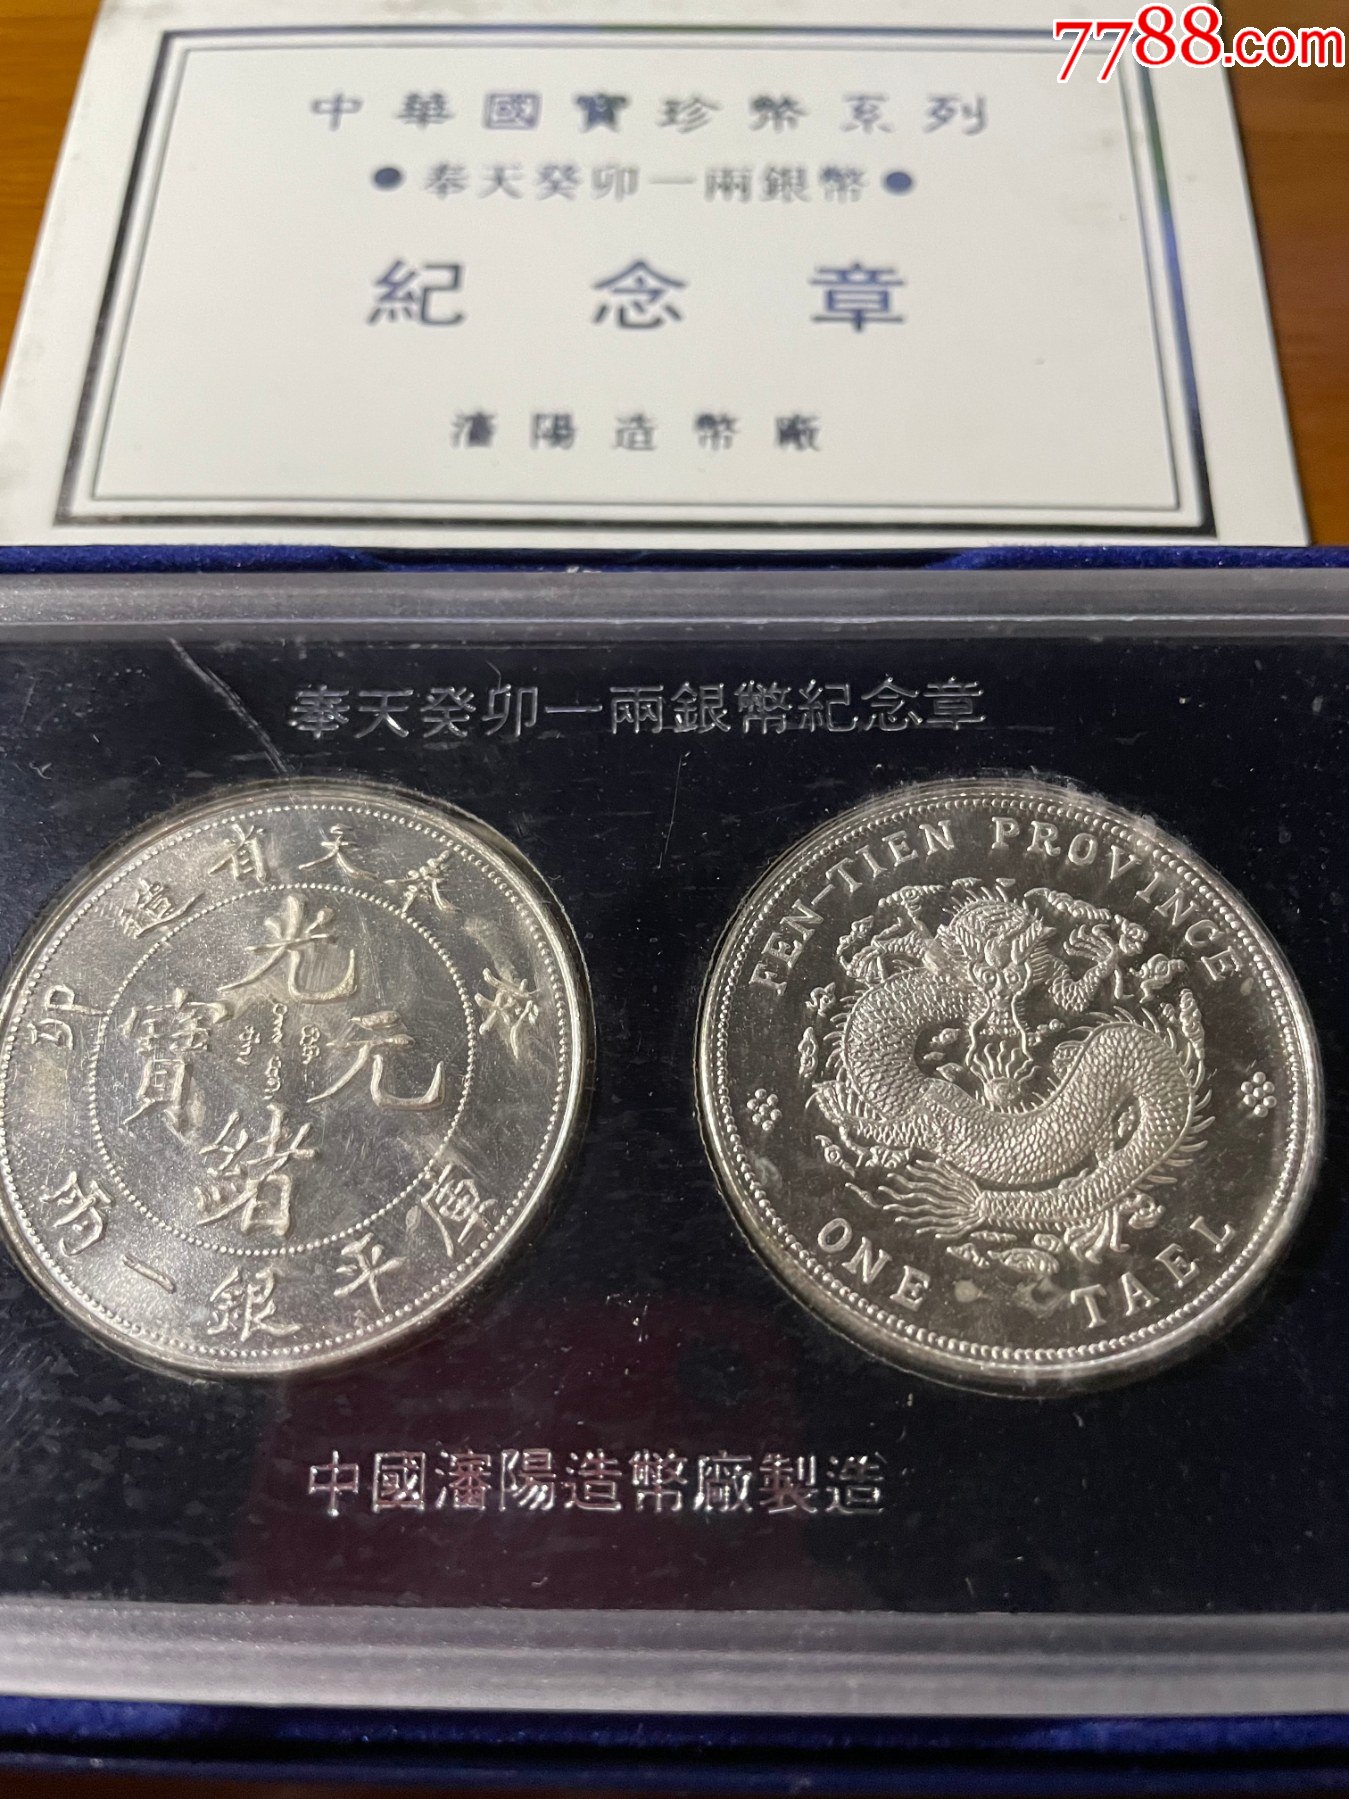 7788.com
中華國寶珍幣系列
●奉天癸卯一兩銀幣●
紀念章
瀋陽造幣廠
奉天癸卯一兩銀幣紀念章
造省天奉
卯
癸
光緒元寶
庫平銀一兩
FEN-TIEN PROVINCE
ONE TAEL
中國瀋陽造幣廠製造